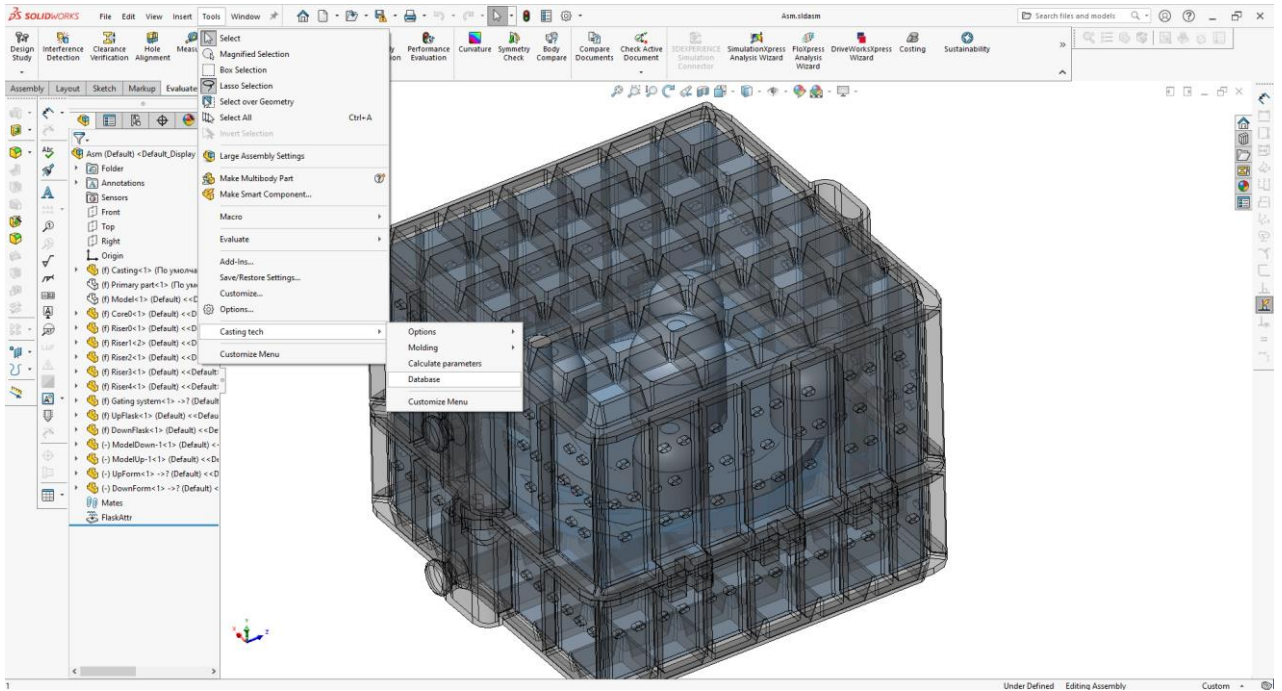 SOLIDWORKS File Edit View Insert Tools Window
Asm.sldasm
Search files and models
Design Study
Interference Detection
Clearance Verification
Hole Alignment
Measu
Performance Evaluation
Curvature
Symmetry Check
Body Compare
Compare Documents
Check Active Document
3DEXPERIENCE Simulation Connector
SimulationXpress Analysis Wizard
FloXpress Analysis Wizard
DriveWorksXpress Wizard
Costing
Sustainability
Assembly Layout Sketch Markup Evaluate
Asm (Default) <Default_Display
Folder
Annotations
Sensors
Front
Top
Right
Origin
(f) Casting<1> (По умолча
(f) Primary part<1> (По ум
(f) Model<1> (Default) <<D
(f) Core0<1> (Default) <<D
(f) Riser0<1> (Default) <<D
(f) Riser1<2> (Default) <<D
(f) Riser2<1> (Default) <<D
(f) Riser3<1> (Default) <<Default:
(f) Riser4<1> (Default) <<Default:
(f) Gating system<1> ->? (Default
(f) UpFlask<1> (Default) <<Defau
(f) DownFlask<1> (Default) <<De
(-) ModelDown-1<1> (Default) <
(-) ModelUp-1<1> (Default) <<De
(-) UpForm<1> ->? (Default) <<D
(-) DownForm<1> ->? (Default) <
Mates
FlaskAttr
Select
Magnified Selection
Box Selection
Lasso Selection
Select over Geometry
Select All Ctrl+A
Invert Selection
Large Assembly Settings
Make Multibody Part
Make Smart Component...
Macro
Evaluate
Add-Ins...
Save/Restore Settings...
Customize...
Options...
Casting tech
Customize Menu
Options
Molding
Calculate parameters
Database
Customize Menu
1
Under Defined Editing Assembly Custom